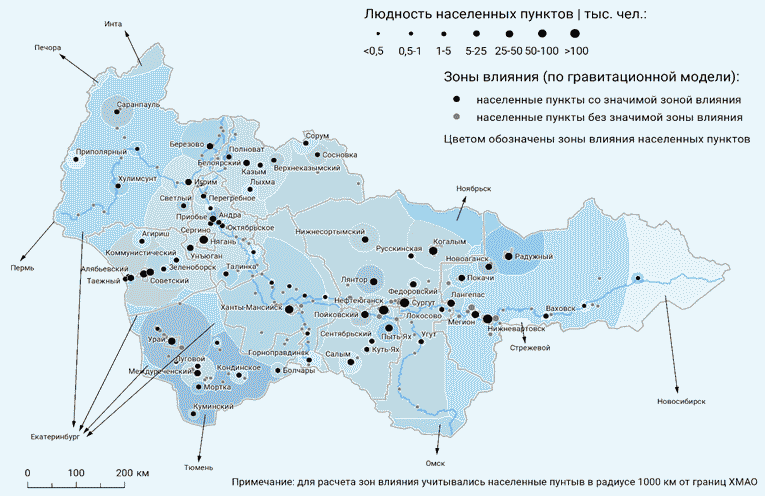 Людность населенных пунктов | тыс. чел.:
<0,5 0,5-1 1-5 5-25 25-50 50-100 >100
Зоны влияния (по гравитационной модели):
населенные пункты со значимой зоной влияния
населенные пункты без значимой зоны влияния
Цветом обозначены зоны влияния населенных пунктов
Инта
Печора
Саранпауль
Приполярный
Хулимсунт
Березово
Полноват
Сорум
Сосновка
Белоярский
Казым
Верхнеказымский
Игрим
Лыхма
Светлый
Перегребное
Ноябрьск
Приобье
Андра
Сергино
Октябрьское
Агириш
Нягань
Нижнесортымский
Когалым
Русскинская
Коммунистический
Унъюган
Новоаганск
Радужный
Пермь
Алябьевский
Зеленоборск
Талинка
Таежный
Советский
Лянтор
Покачи
Федоровский
Ханты-Мансийск
Нефтеюганск
Сургут
Лангепас
Ваховск
Пойковский
Локосово
Мегион
Нижневартовск
Урай
Сентябрьский
Пыть-Ях
Угут
Стрежевой
Луговой
Горноправдинск
Куть-Ях
Салым
Междуреченский
Кондинское
Болчары
Мортка
Новосибирск
Куминский
Екатеринбург
Тюмень
Омск
0 100 200 км
Примечание: для расчета зон влияния учитывались населенные пунтыв в радиусе 1000 км от границ ХМАО